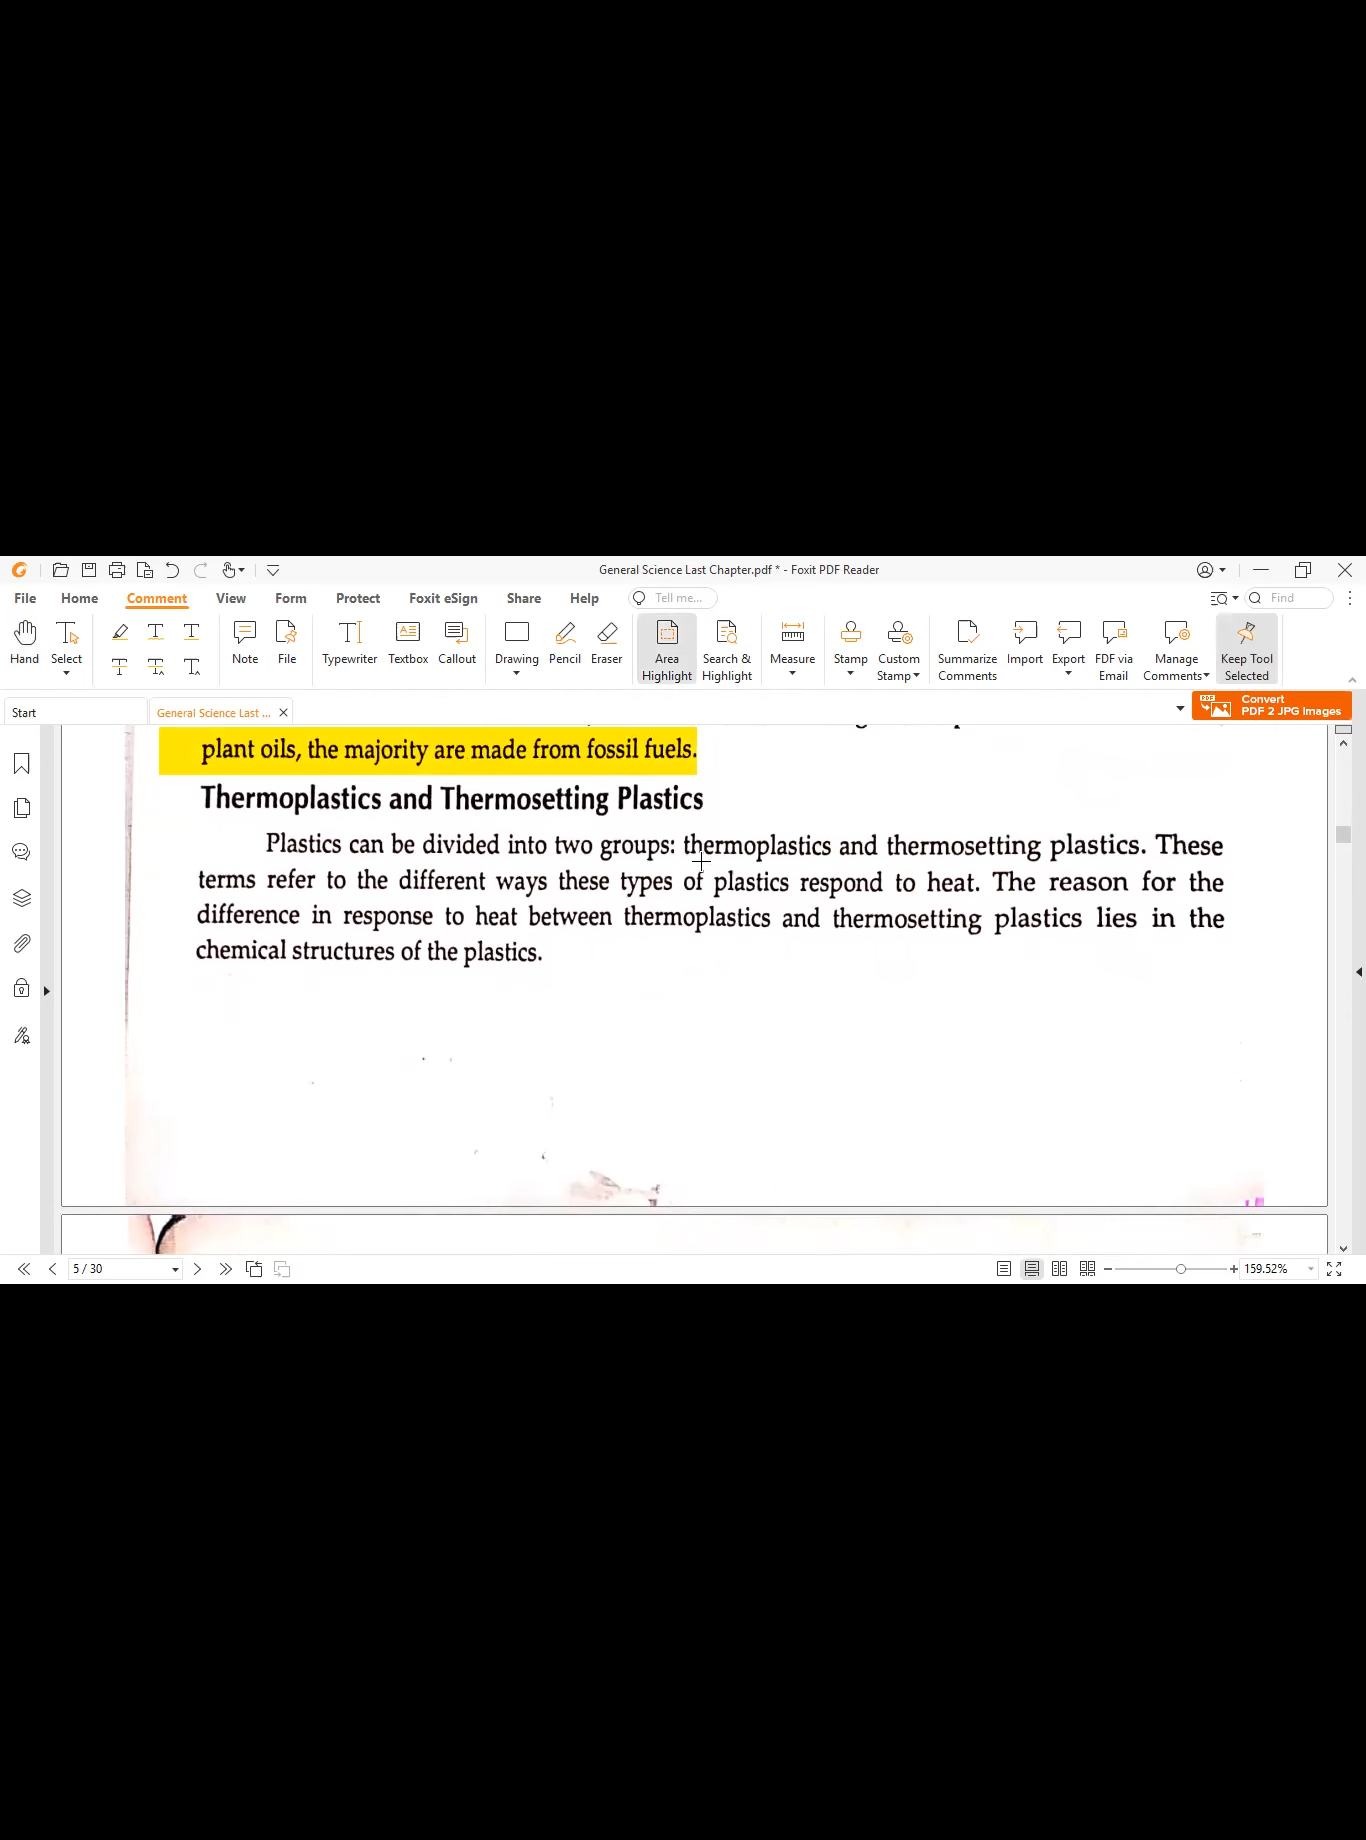 General Science Last Chapter.pdf * - Foxit PDF Reader
File Home Comment View Form Protect Foxit eSign Share Help Tell me... Find
Hand Select Note File Typewriter Textbox Callout Drawing Pencil Eraser Area Highlight Search & Highlight Measure Stamp Custom Stamp Summarize Comments Import Export FDF via Email Manage Comments Keep Tool Selected
Start General Science Last ... Convert PDF 2 JPG Images
plant oils, the majority are made from fossil fuels.
Thermoplastics and Thermosetting Plastics
Plastics can be divided into two groups: thermoplastics and thermosetting plastics. These
terms refer to the different ways these types of plastics respond to heat. The reason for the
difference in response to heat between thermoplastics and thermosetting plastics lies in the
chemical structures of the plastics.
5 / 30 159.52%